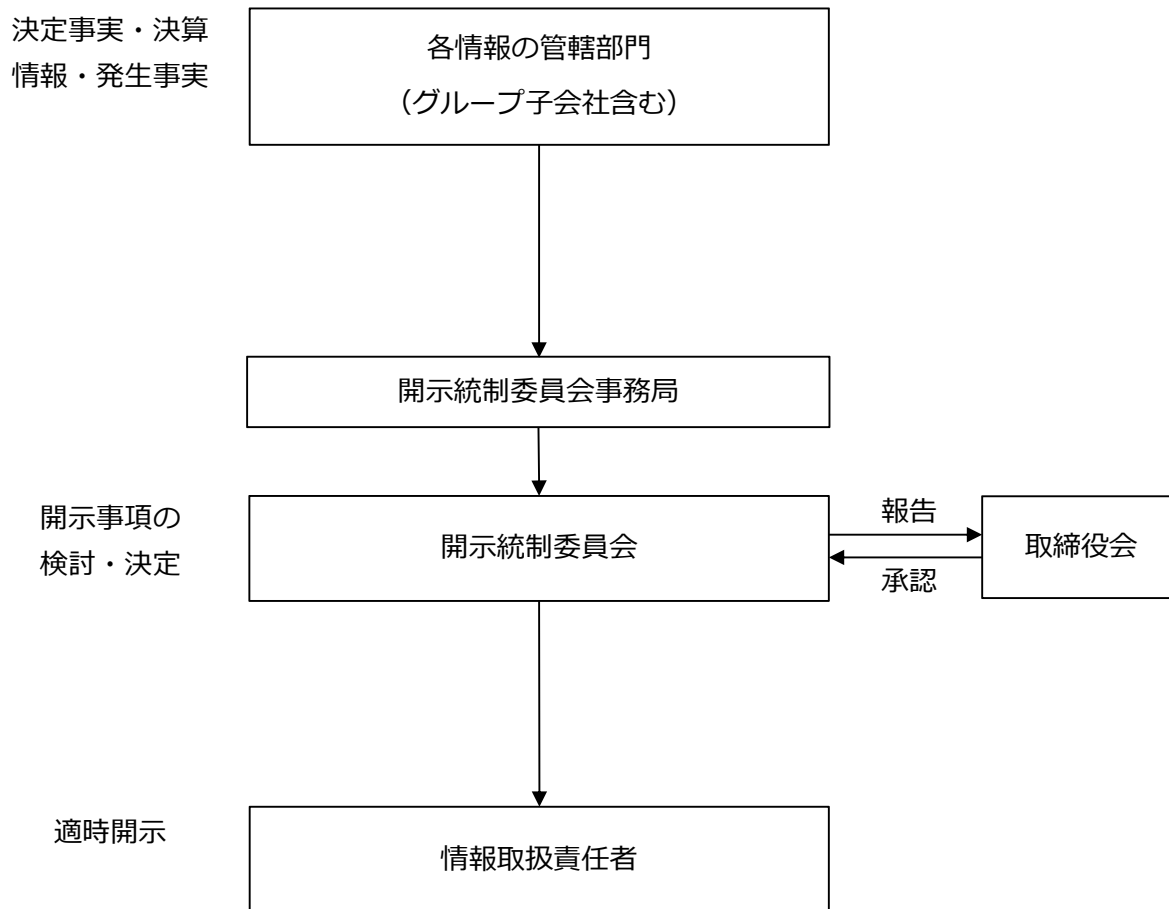 決定事実・決算
情報・発生事実
各情報の管轄部門
（グループ子会社含む）
開示統制委員会事務局
開示事項の
検討・決定
開示統制委員会
報告
承認
取締役会
適時開示
情報取扱責任者